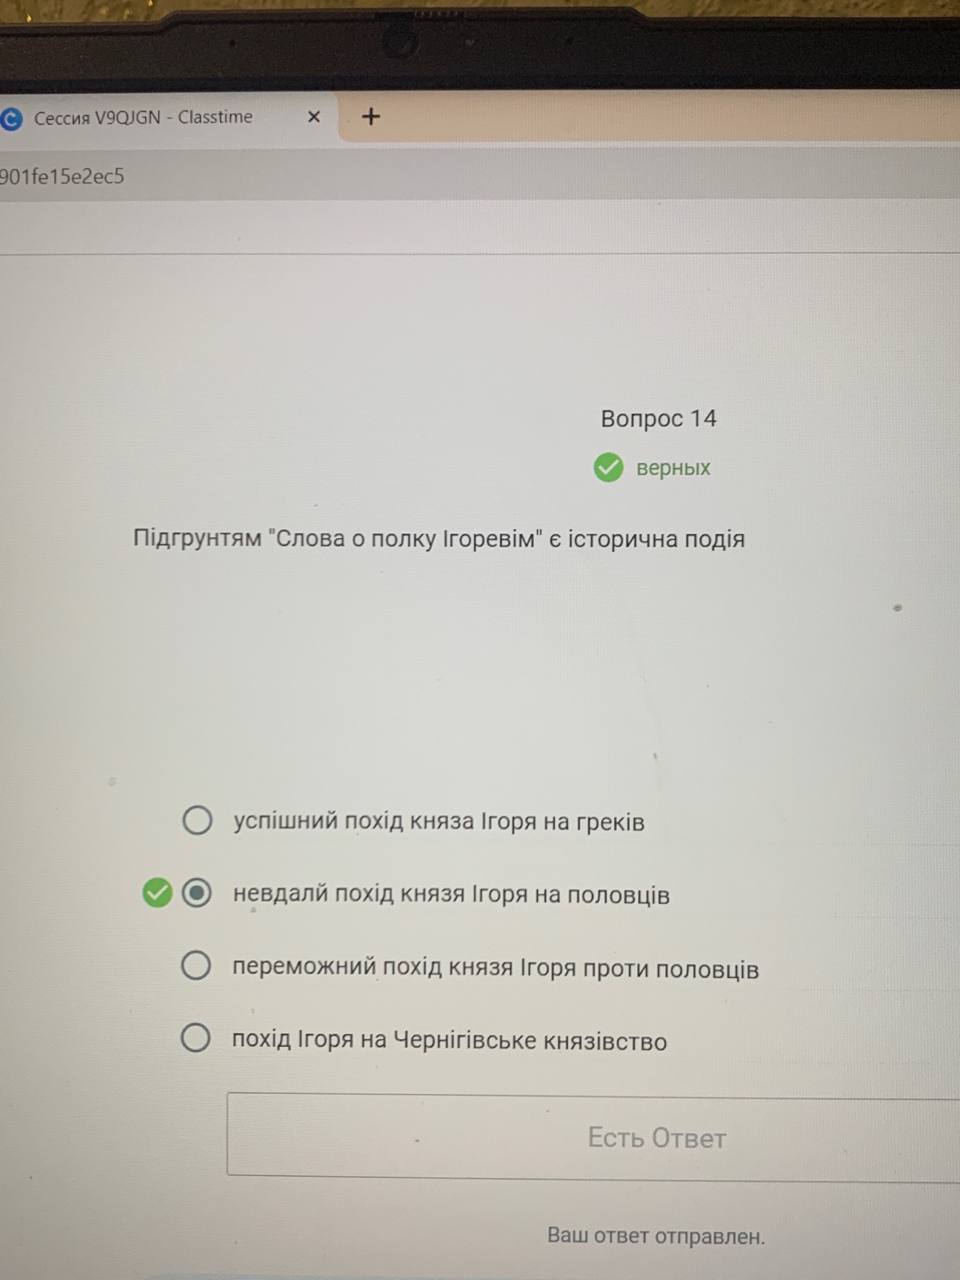 Сессия V9QJGN - Classtime
901fe15e2ec5
Вопрос 14
верных
Підгрунтям "Слова о полку Ігоревім" є історична подія
успішний похід княза Ігоря на греків
невдалй похід князя Ігоря на половців
переможний похід князя Ігоря проти половців
похід Ігоря на Чернігівське князівство
Есть Ответ
Ваш ответ отправлен.